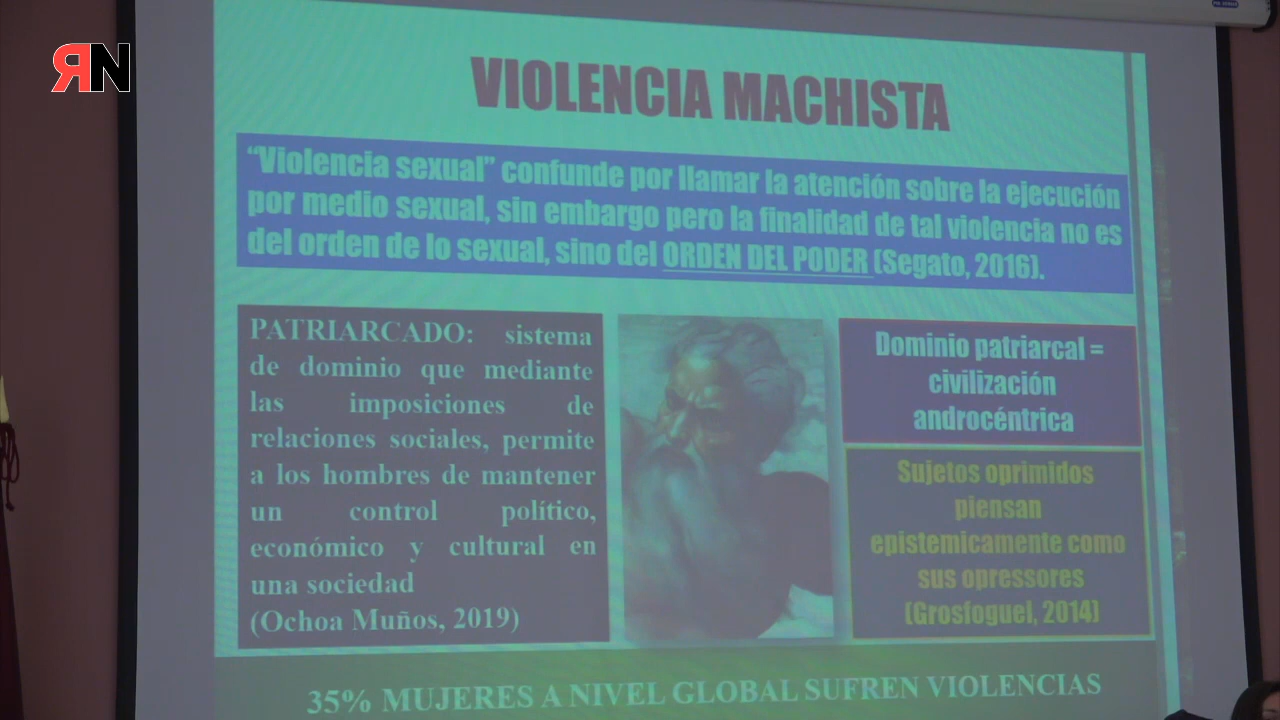 ЯN
VIOLENCIA MACHISTA
“Violencia sexual” confunde por llamar la atención sobre la ejecución
por medio sexual, sin embargo pero la finalidad de tal violencia no es
del orden de lo sexual, sino del ORDEN DEL PODER (Segato, 2016).
PATRIARCADO: sistema
de dominio que mediante
las imposiciones de
relaciones sociales, permite
a los hombres de mantener
un control político,
económico y cultural en
una sociedad
(Ochoa Muños, 2019)
Dominio patriarcal =
civilización
androcéntrica
Sujetos oprimidos
piensan
epistemicamente como
sus opressores
(Grosfoguel, 2014)
35% MUJERES A NIVEL GLOBAL SUFREN VIOLENCIAS